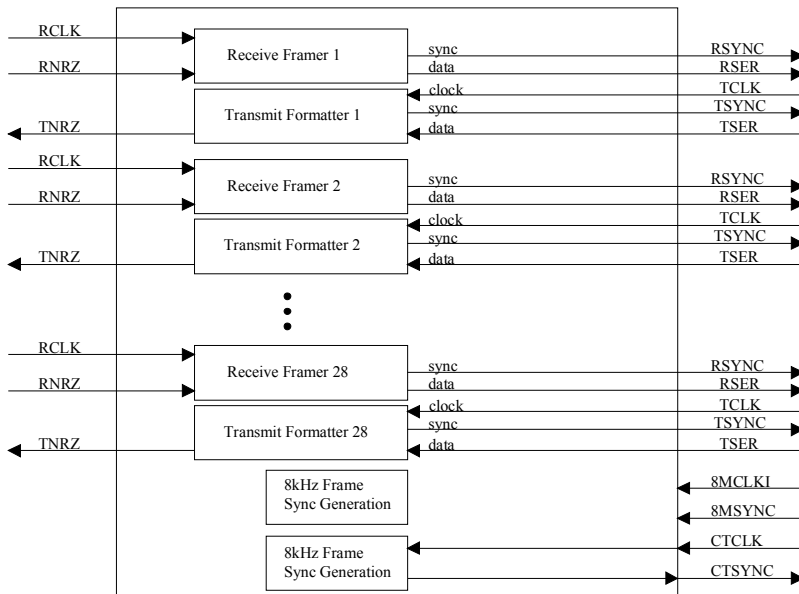 RCLK
Receive Framer 1
sync
RSYNC
RNRZ
data
RSER
clock
TCLK
Transmit Formatter 1
sync
TSYNC
TNRZ
data
TSER
RCLK
Receive Framer 2
sync
RSYNC
RNRZ
data
RSER
clock
TCLK
Transmit Formatter 2
sync
TSYNC
TNRZ
data
TSER
RCLK
Receive Framer 28
sync
RSYNC
RNRZ
data
RSER
clock
TCLK
Transmit Formatter 28
sync
TSYNC
TNRZ
data
TSER
8kHz Frame
Sync Generation
8MCLKI
8MSYNC
8kHz Frame
Sync Generation
CTCLK
CTSYNC